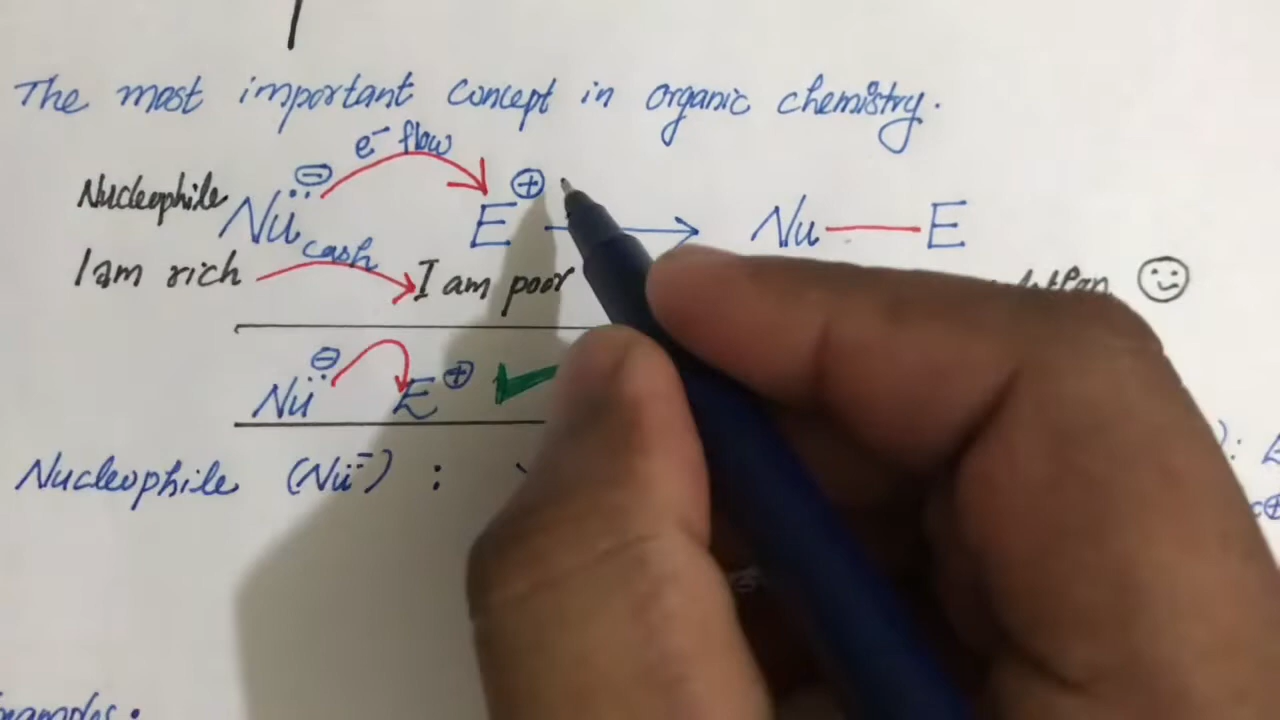 The most important concept in organic chemistry.
e⁻ flow
Nucleophile Nü⊖ E⊕ → Nu—E
cash
I am rich → I am poor
Nü⊖ E⊕ ✓
Nucleophile (Nü⁻) :